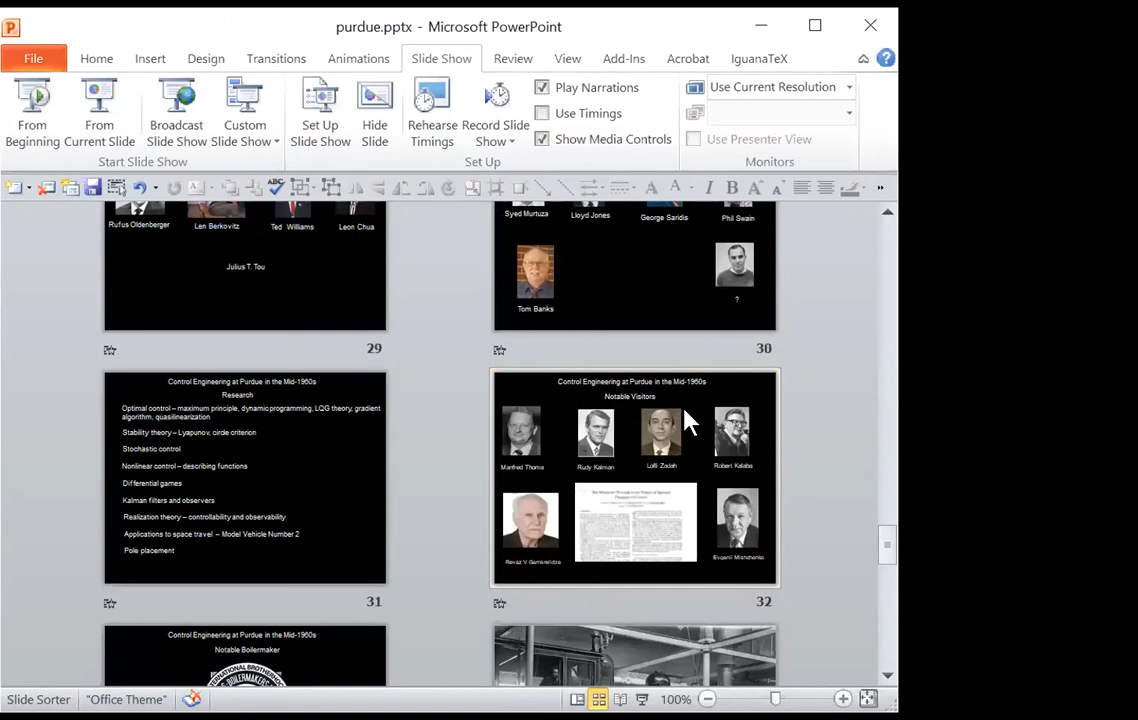 purdue.pptx - Microsoft PowerPoint
File Home Insert Design Transitions Animations Slide Show Review View Add-Ins Acrobat IguanaTeX
From Beginning
From Current Slide
Broadcast Slide Show
Custom Slide Show
Set Up Slide Show
Hide Slide
Rehearse Timings
Record Slide Show
Play Narrations
Use Timings
Show Media Controls
Use Current Resolution
Use Presenter View
Start Slide Show
Set Up
Monitors
Rufus Oldenberger
Len Berkovitz
Ted Williams
Leon Chua
Julius T. Tou
29
Syed Murtuza
Lloyd Jones
George Saridis
Phil Swain
Tom Banks
?
30
Control Engineering at Purdue in the Mid-1960s
Research
Optimal control – maximum principle, dynamic programming, LQG theory, gradient
algorithm, quasilinearization
Stability theory – Lyapunov, circle criterion
Stochastic control
Nonlinear control – describing functions
Differential games
Kalman filters and observers
Realization theory – controllability and observability
Applications to space travel – Model Vehicle Number 2
Pole placement
31
Control Engineering at Purdue in the Mid-1960s
Notable Visitors
Manfred Thoma
Rudy Kalman
Lotfi Zadah
Robert Kalaba
Revaz V Gamkrelidze
Evgenii Mishchenko
32
Control Engineering at Purdue in the Mid-1960s
Notable Boilermaker
Slide Sorter
"Office Theme"
100%